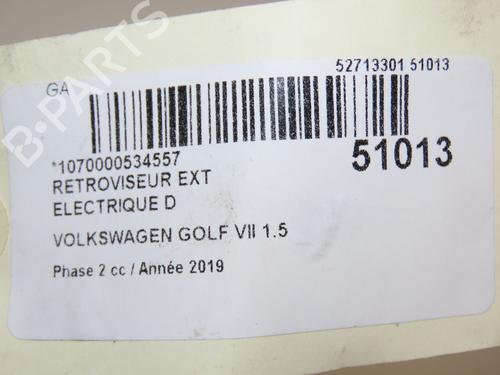 B-PARTS
GA
52713301 51013
*1070000534557
51013
RETROVISEUR EXT
ELECTRIQUE D
VOLKSWAGEN GOLF VII 1.5
Phase 2 cc / Année 2019